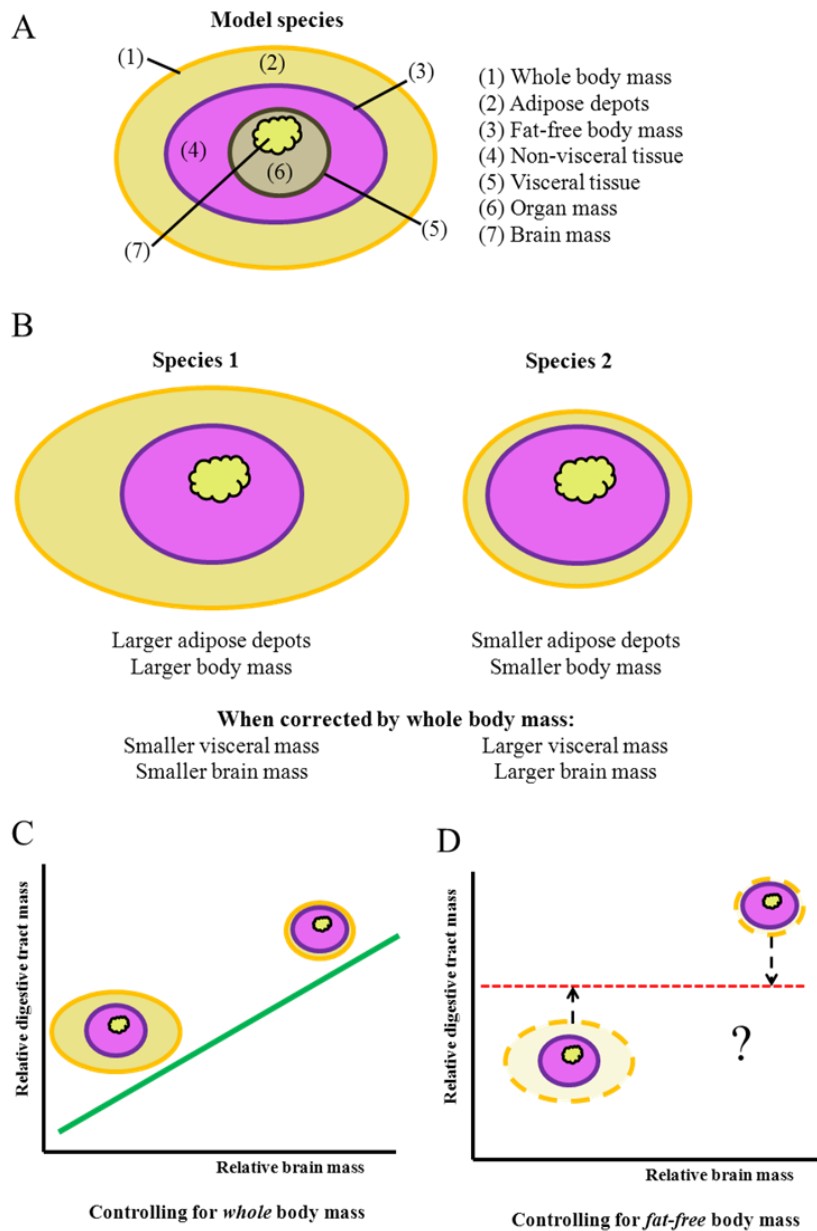 A
Model species
(1)
(2)
(3)
(4)
(6)
(7)
(5)
(1) Whole body mass
(2) Adipose depots
(3) Fat-free body mass
(4) Non-visceral tissue
(5) Visceral tissue
(6) Organ mass
(7) Brain mass
B
Species 1
Species 2
Larger adipose depots
Larger body mass
Smaller adipose depots
Smaller body mass
When corrected by whole body mass:
Smaller visceral mass
Smaller brain mass
Larger visceral mass
Larger brain mass
C
Relative digestive tract mass
Relative brain mass
Controlling for whole body mass
D
Relative digestive tract mass
?
Relative brain mass
Controlling for fat-free body mass